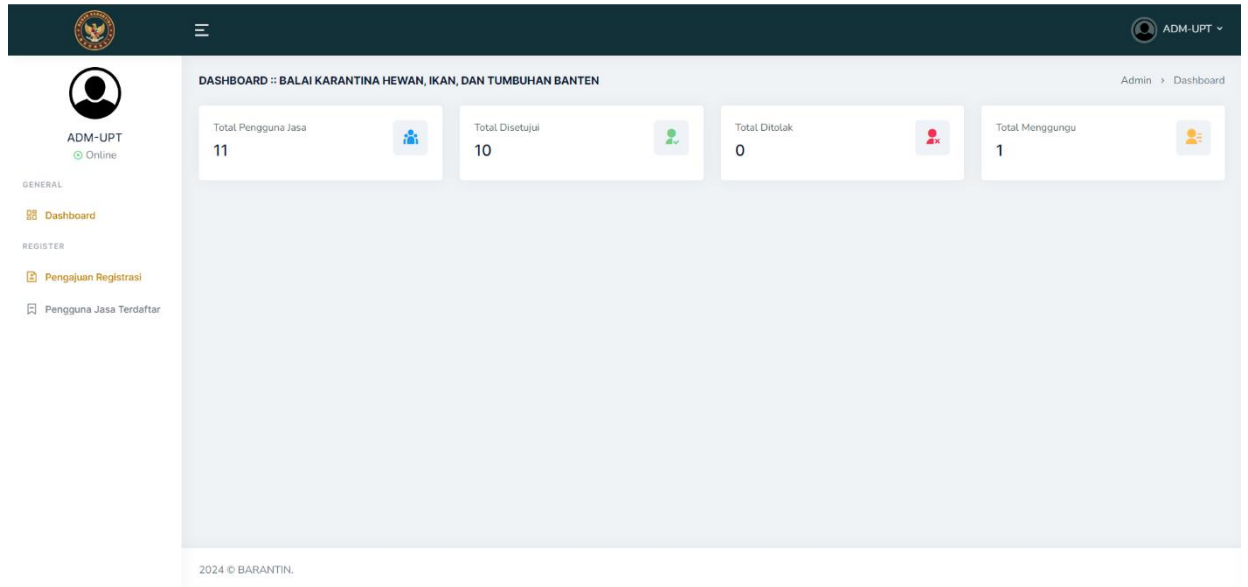 ADM-UPT
ADM-UPT
Online
GENERAL
Dashboard
REGISTER
Pengajuan Registrasi
Pengguna Jasa Terdaftar
DASHBOARD :: BALAI KARANTINA HEWAN, IKAN, DAN TUMBUHAN BANTEN
Admin > Dashboard
Total Pengguna Jasa
11
Total Disetujui
10
Total Ditolak
0
Total Menggungu
1
2024 © BARANTIN.